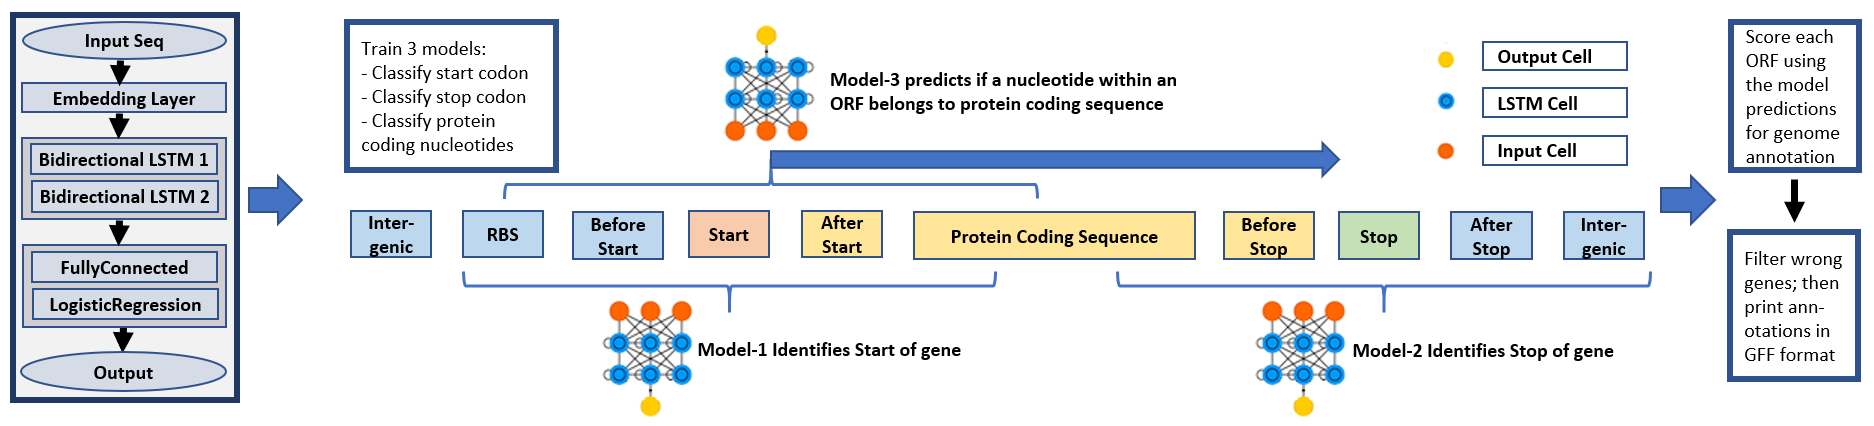 Input Seq
Embedding Layer
Bidirectional LSTM 1
Bidirectional LSTM 2
FullyConnected
LogisticRegression
Output
Train 3 models:
- Classify start codon
- Classify stop codon
- Classify protein
coding nucleotides
Model-3 predicts if a nucleotide within an
ORF belongs to protein coding sequence
Output Cell
LSTM Cell
Input Cell
Inter-
genic
RBS
Before
Start
Start
After
Start
Protein Coding Sequence
Before
Stop
Stop
After
Stop
Inter-
genic
Model-1 Identifies Start of gene
Model-2 Identifies Stop of gene
Score each
ORF using
the model
predictions
for genome
annotation
Filter wrong
genes; then
print ann-
otations in
GFF format